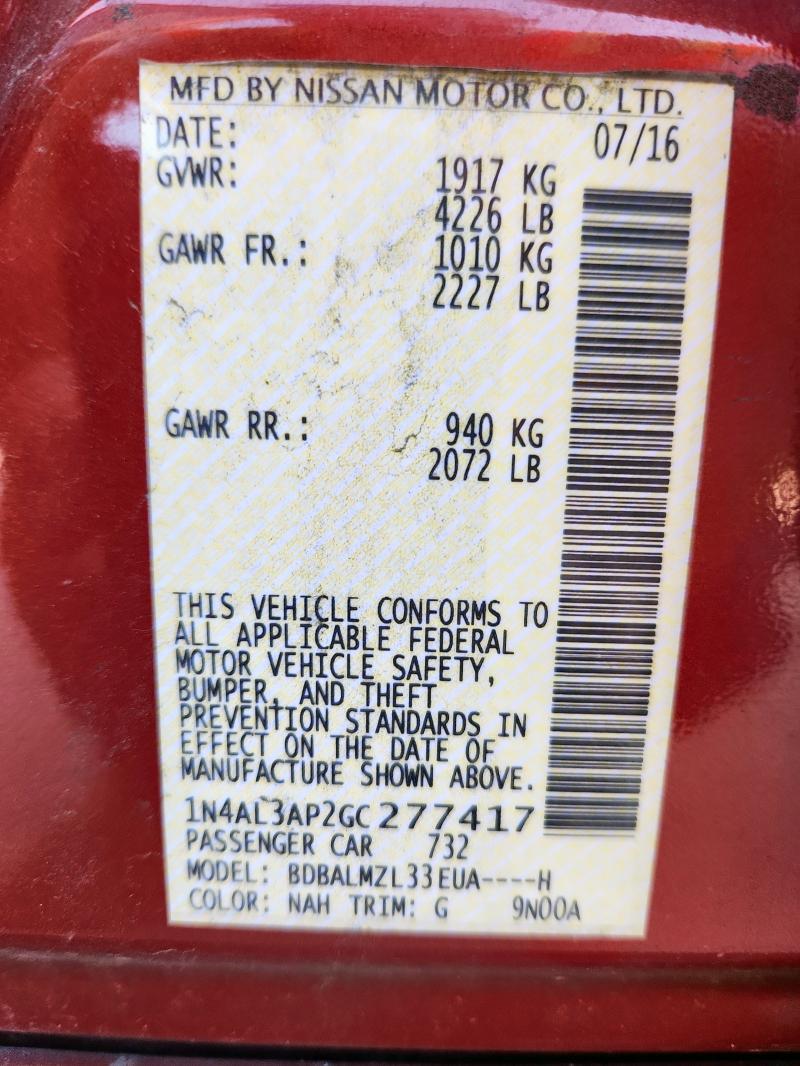 MFD BY NISSAN MOTOR CO., LTD.
DATE: 07/16
GVWR: 1917 KG
4226 LB
GAWR FR.: 1010 KG
2227 LB
GAWR RR.: 940 KG
2072 LB
THIS VEHICLE CONFORMS TO
ALL APPLICABLE FEDERAL
MOTOR VEHICLE SAFETY,
BUMPER, AND THEFT
PREVENTION STANDARDS IN
EFFECT ON THE DATE OF
MANUFACTURE SHOWN ABOVE.
1N4AL3AP2GC277417
PASSENGER CAR 732
MODEL: BDBALMZL33EUA----H
COLOR: NAH TRIM: G 9N00A